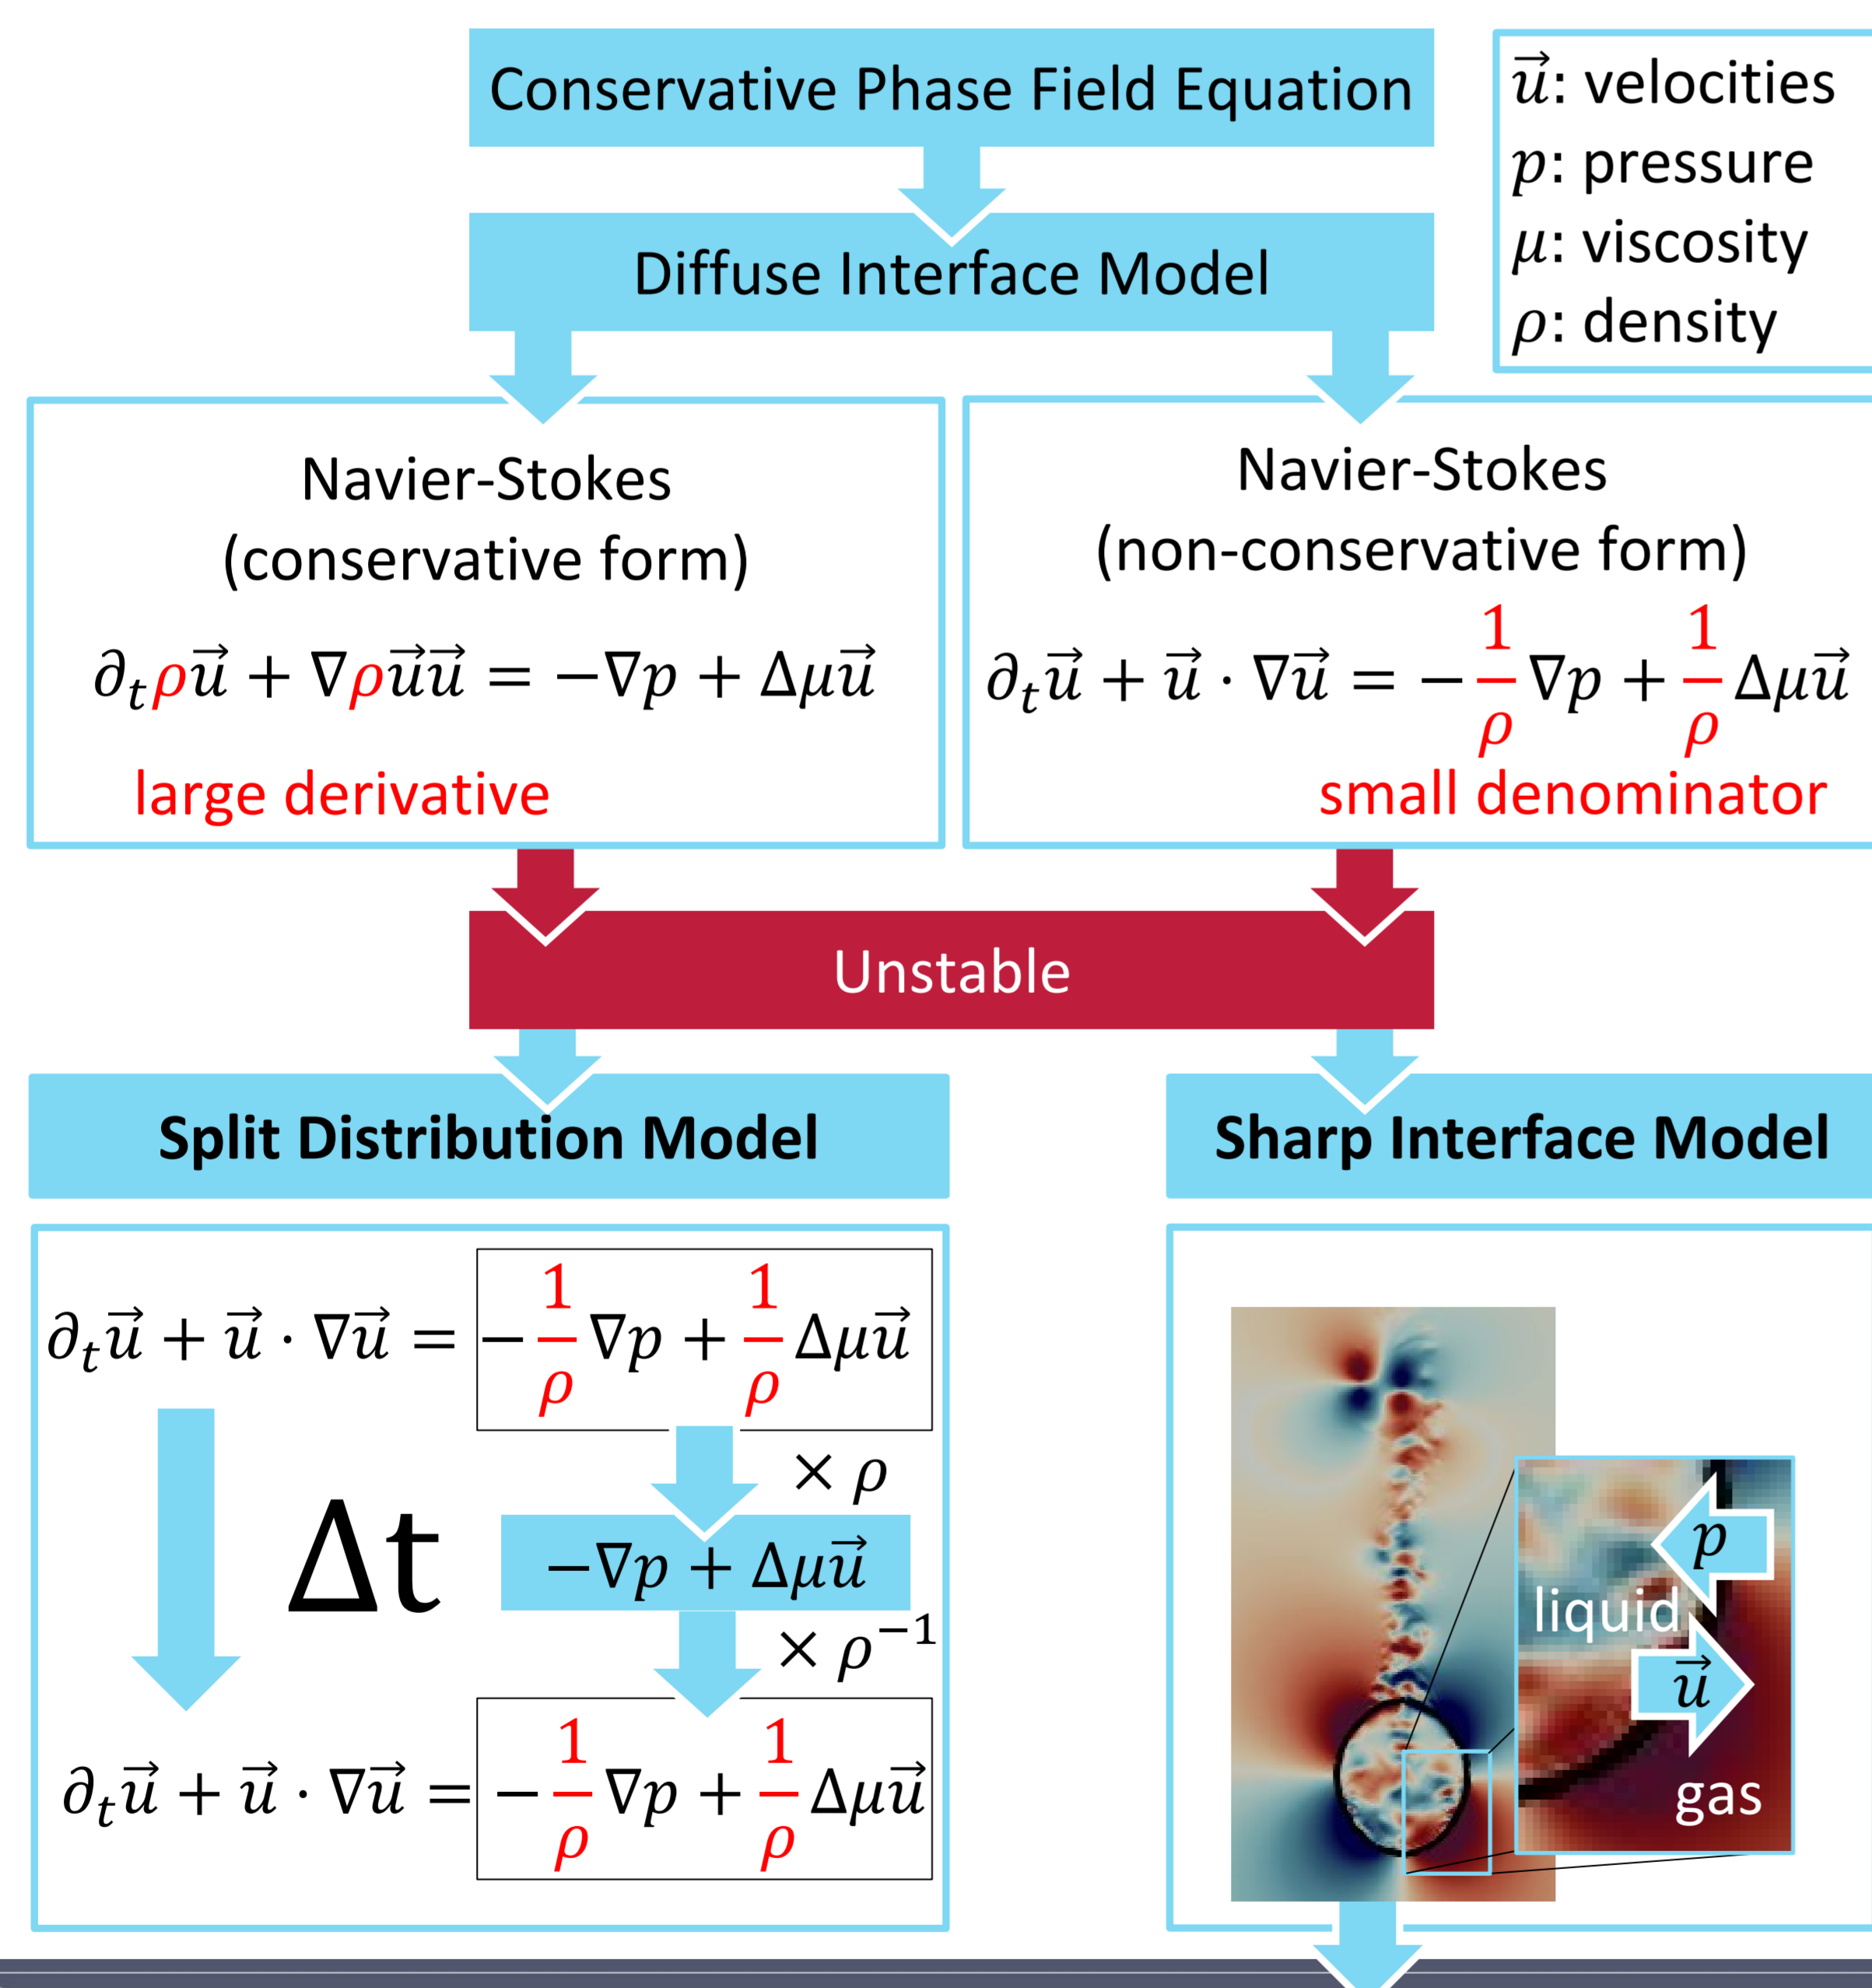 Conservative Phase Field Equation
u⃗: velocities
p: pressure
μ: viscosity
ρ: density
Diffuse Interface Model
Navier-Stokes
(conservative form)
∂ₜρu⃗ + ∇ρu⃗u⃗ = −∇p + Δμu⃗
large derivative
Navier-Stokes
(non-conservative form)
∂ₜu⃗ + u⃗ · ∇u⃗ = −1/ρ ∇p + 1/ρ Δμu⃗
small denominator
Unstable
Split Distribution Model
∂ₜu⃗ + u⃗ · ∇u⃗ = −1/ρ ∇p + 1/ρ Δμu⃗
× ρ
Δt
−∇p + Δμu⃗
× ρ⁻¹
∂ₜu⃗ + u⃗ · ∇u⃗ = −1/ρ ∇p + 1/ρ Δμu⃗
Sharp Interface Model
p
liquid
u⃗
gas